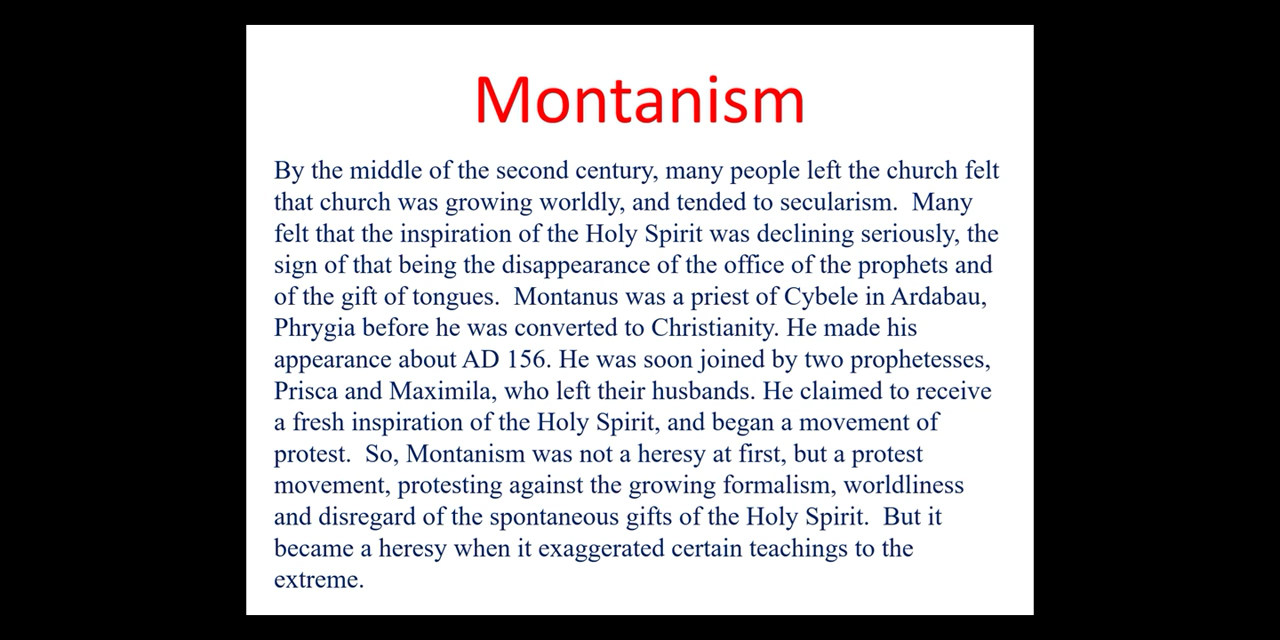 Montanism
By the middle of the second century, many people left the church felt
that church was growing worldly, and tended to secularism.  Many
felt that the inspiration of the Holy Spirit was declining seriously, the
sign of that being the disappearance of the office of the prophets and
of the gift of tongues.  Montanus was a priest of Cybele in Ardabau,
Phrygia before he was converted to Christianity. He made his
appearance about AD 156. He was soon joined by two prophetesses,
Prisca and Maximila, who left their husbands. He claimed to receive
a fresh inspiration of the Holy Spirit, and began a movement of
protest.  So, Montanism was not a heresy at first, but a protest
movement, protesting against the growing formalism, worldliness
and disregard of the spontaneous gifts of the Holy Spirit.  But it
became a heresy when it exaggerated certain teachings to the
extreme.